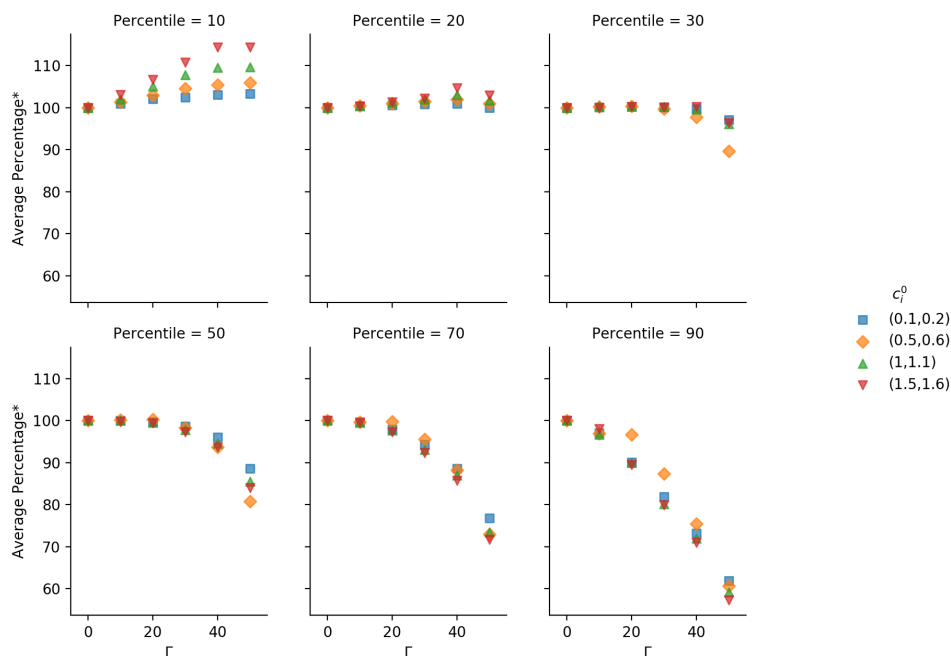 Percentile = 10
Percentile = 20
Percentile = 30
Average Percentage*
110
100
90
80
70
60
Percentile = 50
Percentile = 70
Percentile = 90
Average Percentage*
110
100
90
80
70
60
0 20 40
0 20 40
0 20 40
Γ
Γ
Γ
c_i^0
(0.1,0.2)
(0.5,0.6)
(1,1.1)
(1.5,1.6)